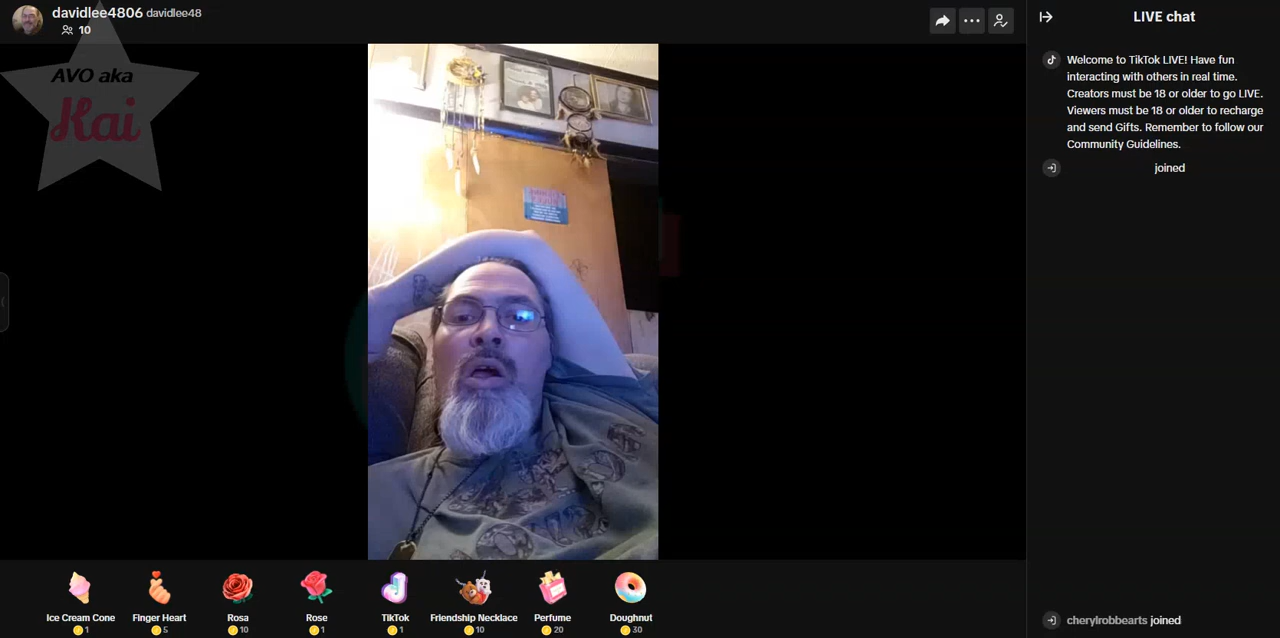 davidlee4806 davidlee48
10
AVO aka
Kai
LIVE chat
Welcome to TikTok LIVE! Have fun
interacting with others in real time.
Creators must be 18 or older to go LIVE.
Viewers must be 18 or older to recharge
and send Gifts. Remember to follow our
Community Guidelines.
joined
Ice Cream Cone
1
Finger Heart
5
Rosa
10
Rose
1
TikTok
1
Friendship Necklace
10
Perfume
20
Doughnut
30
cherylrobbearts joined